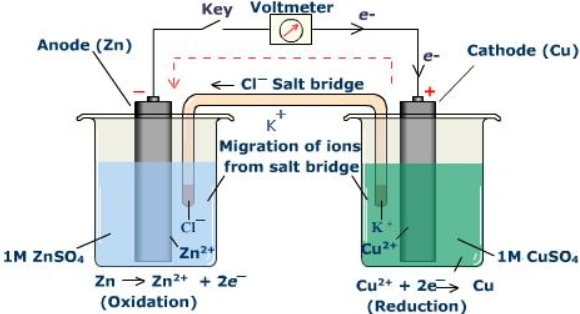 Key
Voltmeter
e-
Anode (Zn)
e-
Cathode (Cu)
−
+
← Cl⁻ Salt bridge
K⁺
Migration of ions
from salt bridge
Cl⁻
K⁺
Zn²⁺
Cu²⁺
1M ZnSO₄
1M CuSO₄
Zn → Zn²⁺ + 2e⁻
(Oxidation)
Cu²⁺ + 2e⁻→ Cu
(Reduction)